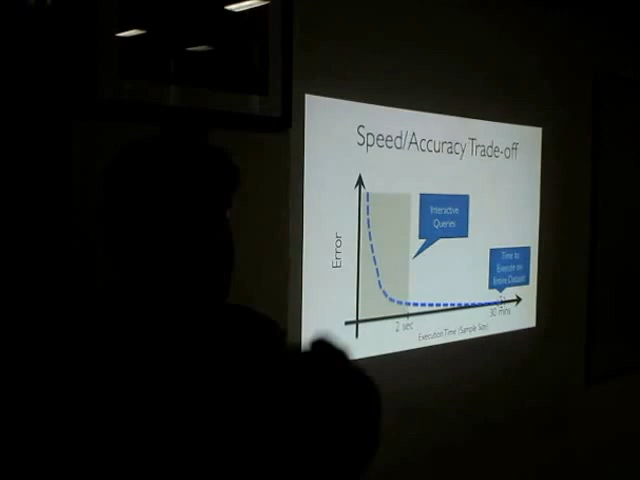 Speed/Accuracy Trade-off
Interactive
Queries
Error
Time to
Execute on
Entire Dataset
2 sec
30 mins
Execution Time (Sample Size)